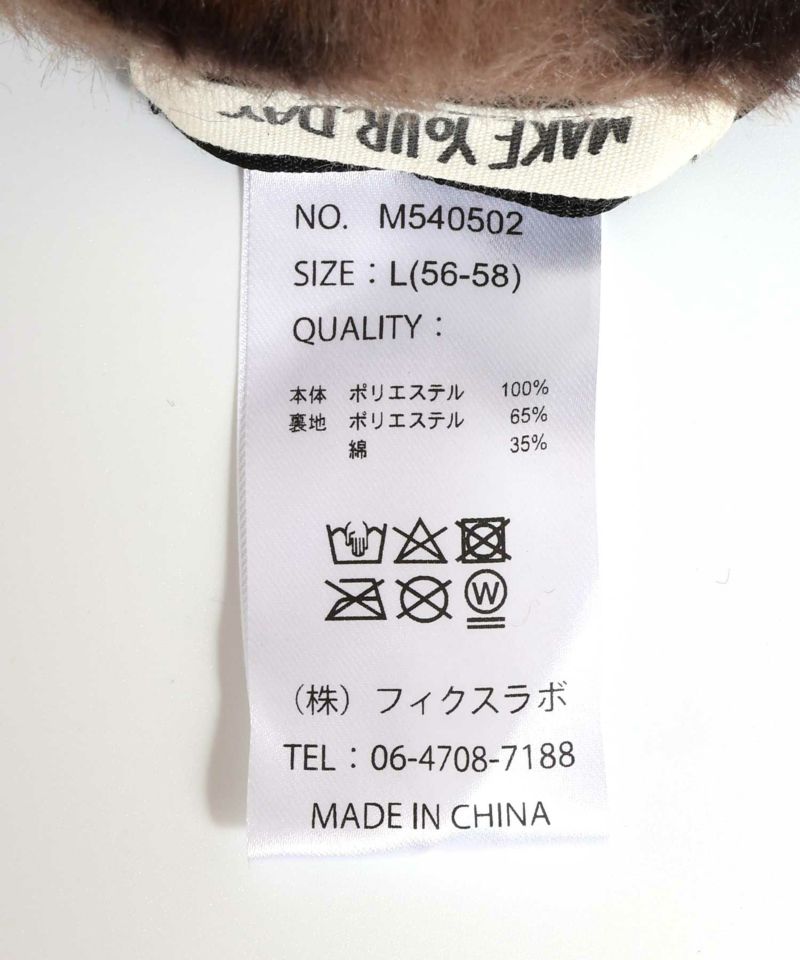 MAKE YOUR DAY
NO. M540502
SIZE：L(56-58)
QUALITY：
本体 ポリエステル 100%
裏地 ポリエステル 65%
綿 35%
W
（株）フィクスラボ
TEL：06-4708-7188
MADE IN CHINA